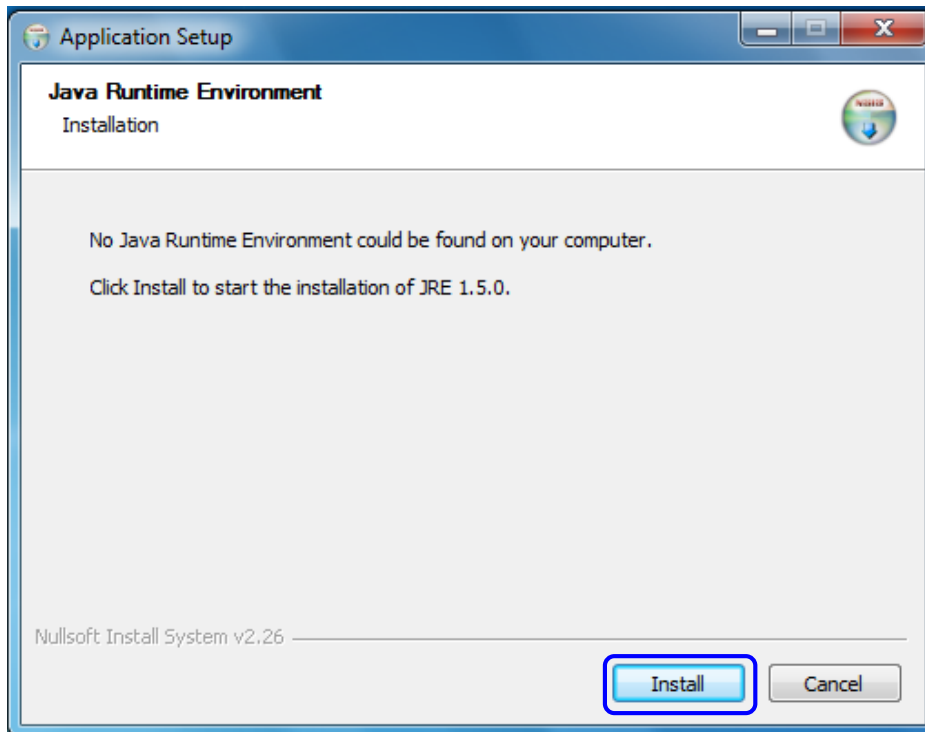 Application Setup
Java Runtime Environment
Installation
No Java Runtime Environment could be found on your computer.
Click Install to start the installation of JRE 1.5.0.
Nullsoft Install System v2.26
Install
Cancel